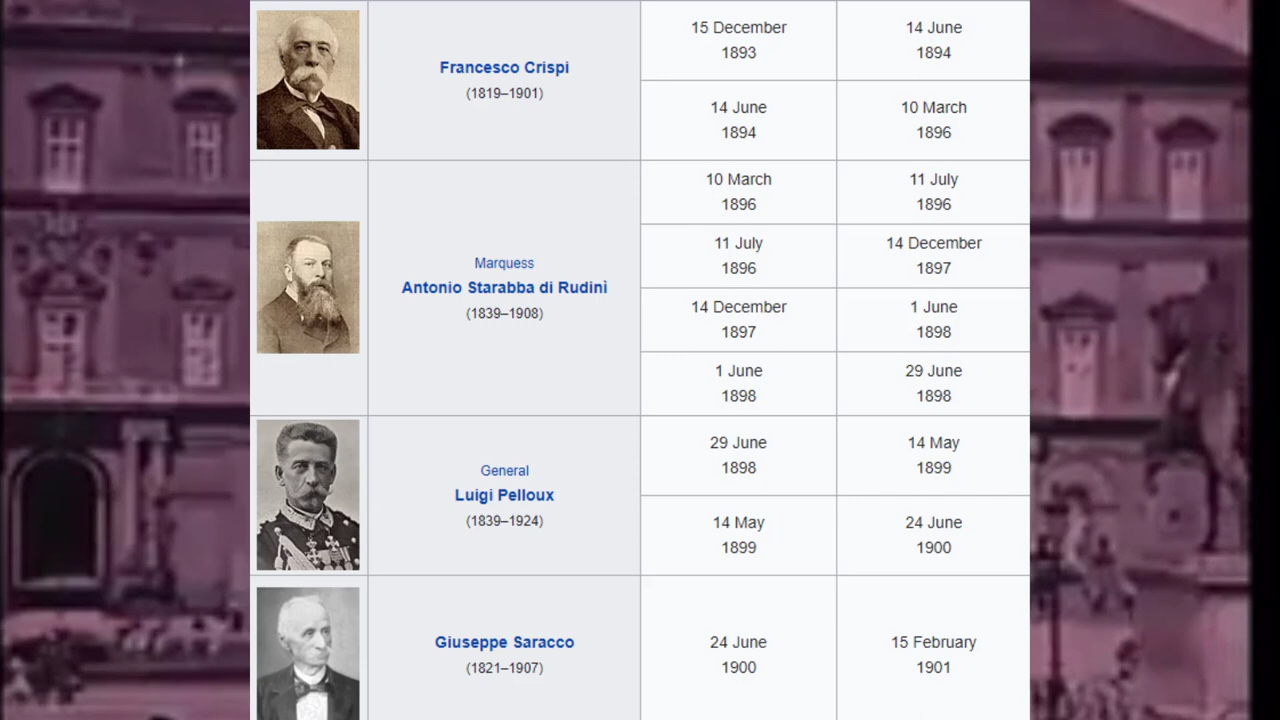 Francesco Crispi
(1819–1901)
15 December
1893
14 June
1894
14 June
1894
10 March
1896
Marquess
Antonio Starabba di Rudinì
(1839–1908)
10 March
1896
11 July
1896
11 July
1896
14 December
1897
14 December
1897
1 June
1898
1 June
1898
29 June
1898
General
Luigi Pelloux
(1839–1924)
29 June
1898
14 May
1899
14 May
1899
24 June
1900
Giuseppe Saracco
(1821–1907)
24 June
1900
15 February
1901